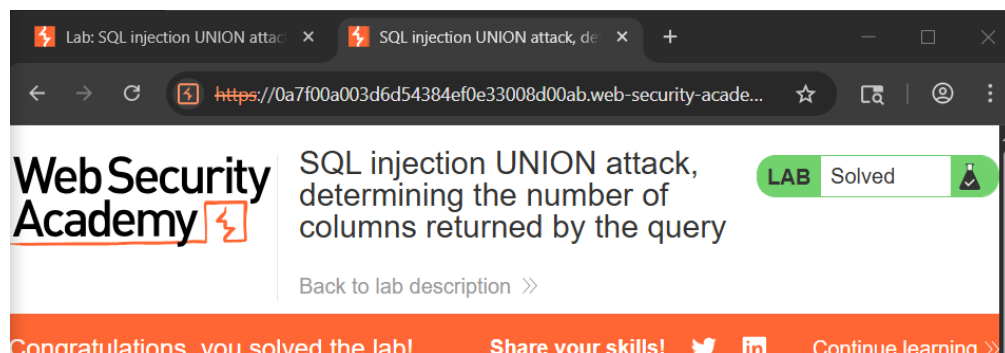 Lab: SQL injection UNION attac
SQL injection UNION attack, de
https://0a7f00a003d6d54384ef0e33008d00ab.web-security-acade...
Web Security
Academy
SQL injection UNION attack,
determining the number of
columns returned by the query
LAB Solved
Back to lab description
Congratulations, you solved the lab!
Share your skills!
Continue learning